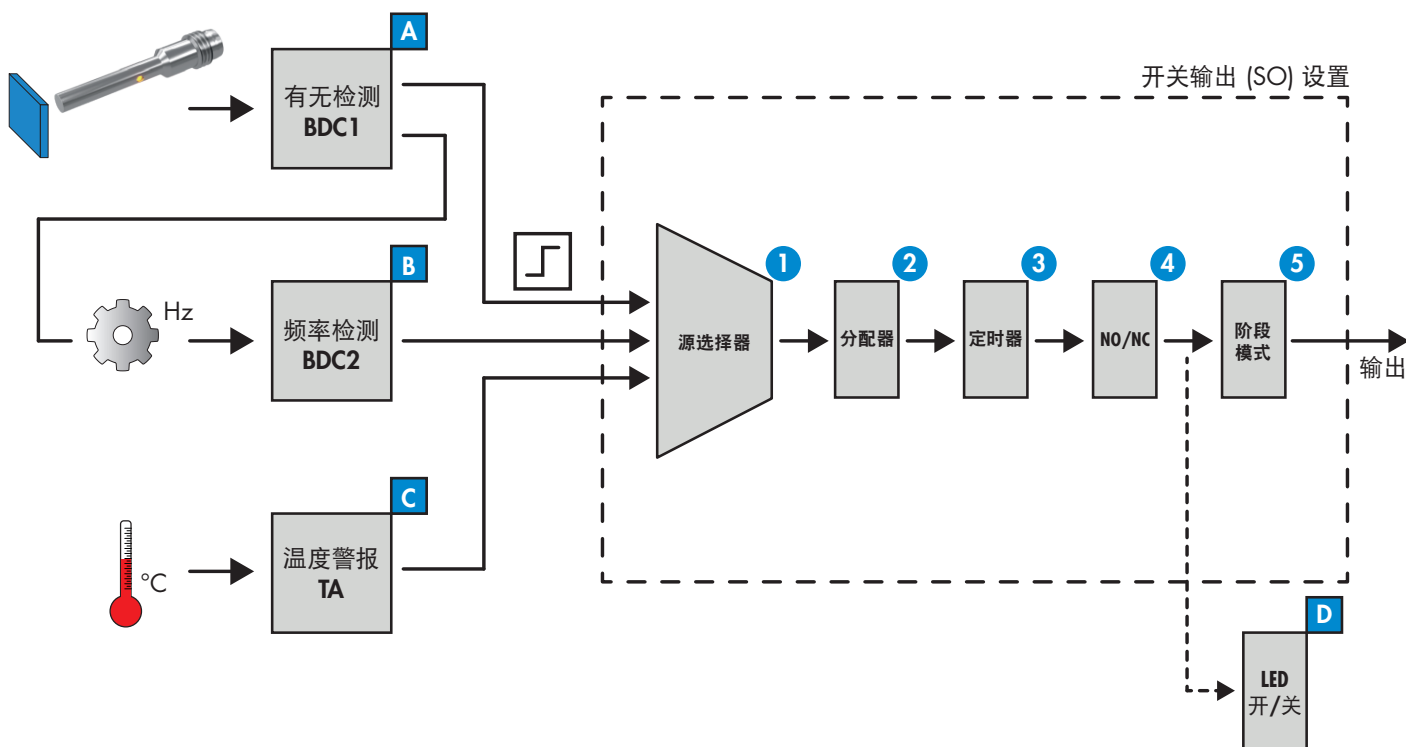 A
有无检测
BDC1
开关输出 (SO) 设置
B
Hz
频率检测
BDC2
1
源选择器
2
分配器
3
定时器
4
NO/NC
5
阶段
模式
输出
C
°C
温度警报
TA
D
LED
开/关